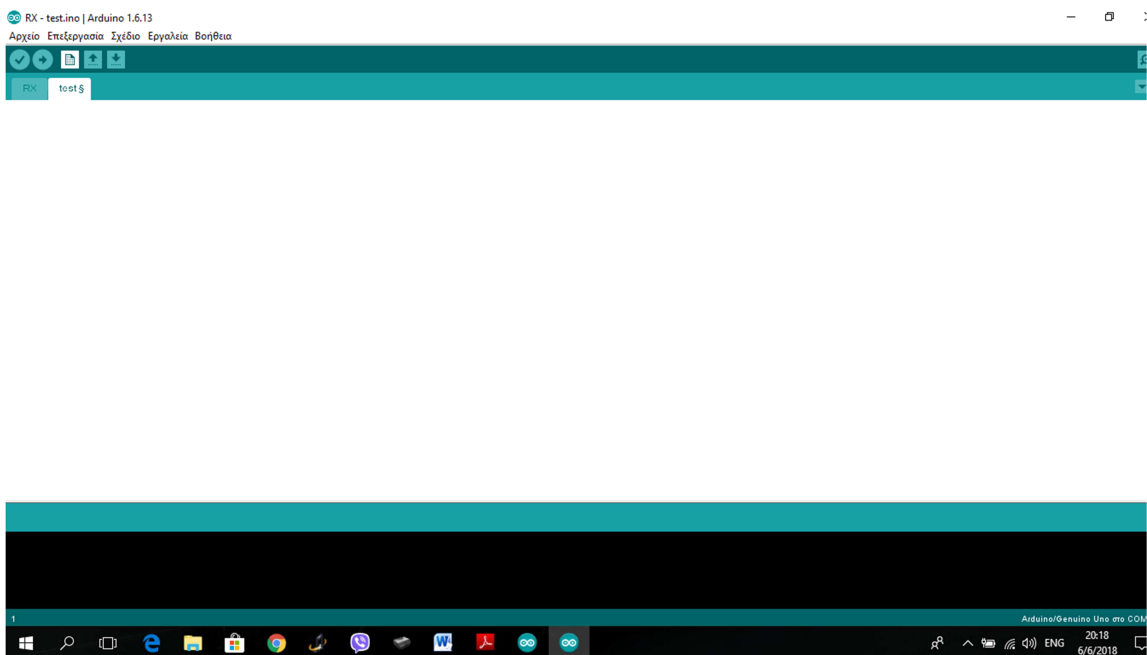 RX - test.ino | Arduino 1.6.13
Αρχείο Επεξεργασία Σχέδιο Εργαλεία Βοήθεια
RX test §
1
Arduino/Genuino Uno στο COM
ENG
20:18
6/6/2018